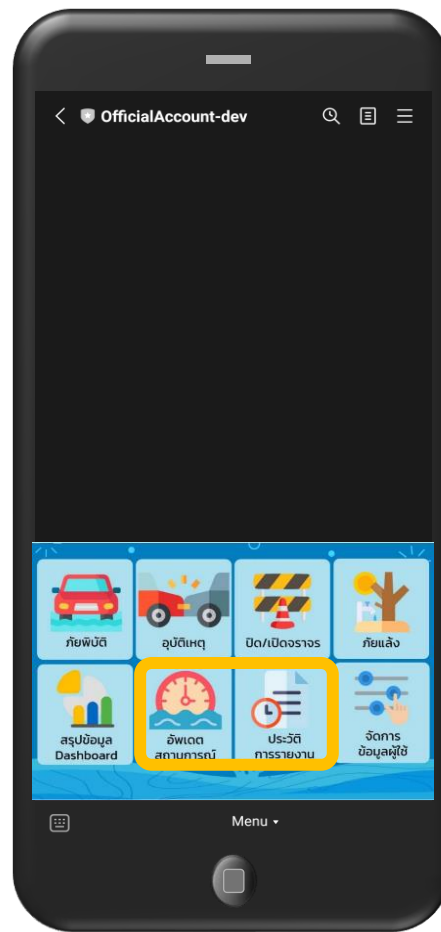 OfficialAccount-dev
ภัยพิบัติ
อุบัติเหตุ
ปิด/เปิดจราจร
ภัยแล้ง
สรุปข้อมูล
Dashboard
อัพเดต
สถานการณ์
ประวัติ
การรายงาน
จัดการ
ข้อมูลผู้ใช้
Menu